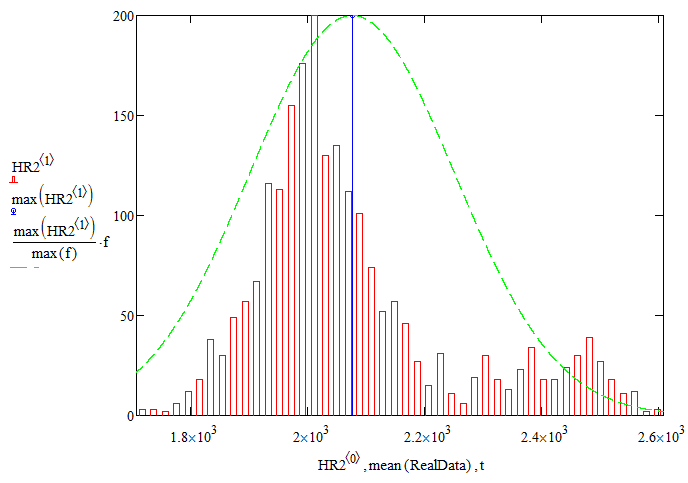 200
150
100
50
0
HR2⟨1⟩
max(HR2⟨1⟩)
max(HR2⟨1⟩)
max(f)
·f
1.8×10³ 2×10³ 2.2×10³ 2.4×10³ 2.6×10³
HR2⟨0⟩ , mean(RealData) , t